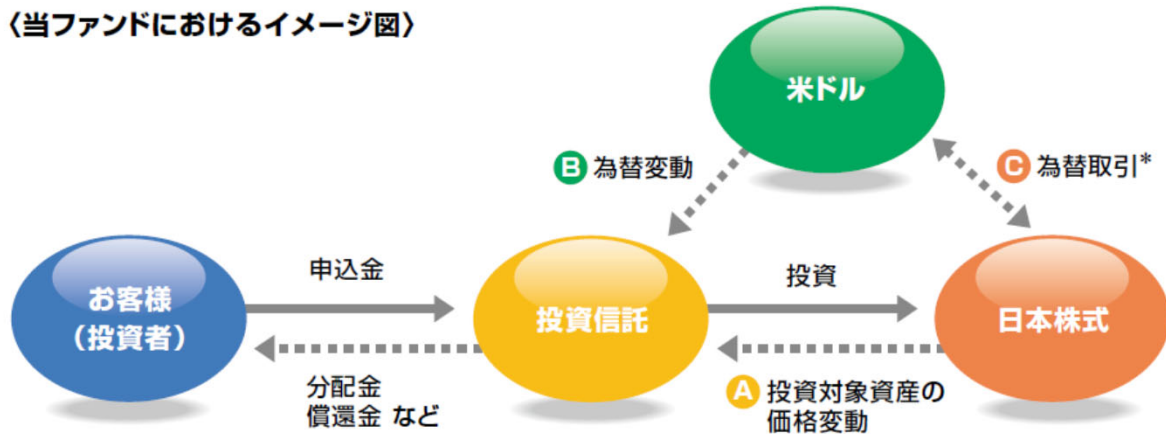 〈当ファンドにおけるイメージ図〉
米ドル
B 為替変動
C 為替取引*
お客様
(投資者)
申込金
投資信託
投資
日本株式
分配金
償還金 など
A 投資対象資産の
価格変動